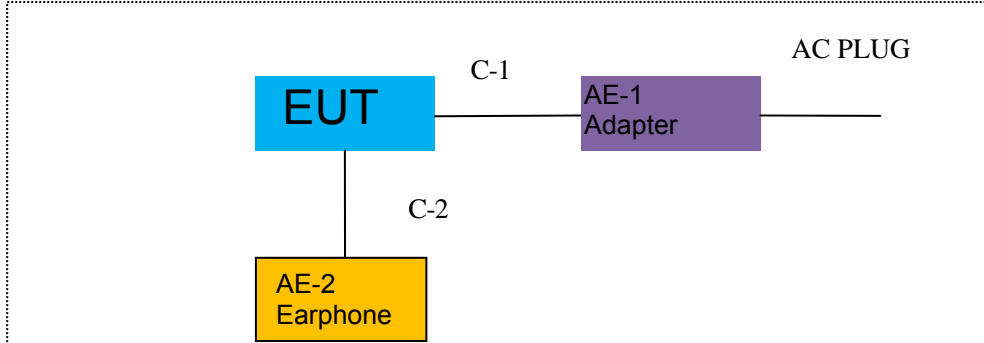 AC PLUG
C-1
EUT
AE-1
Adapter
C-2
AE-2
Earphone